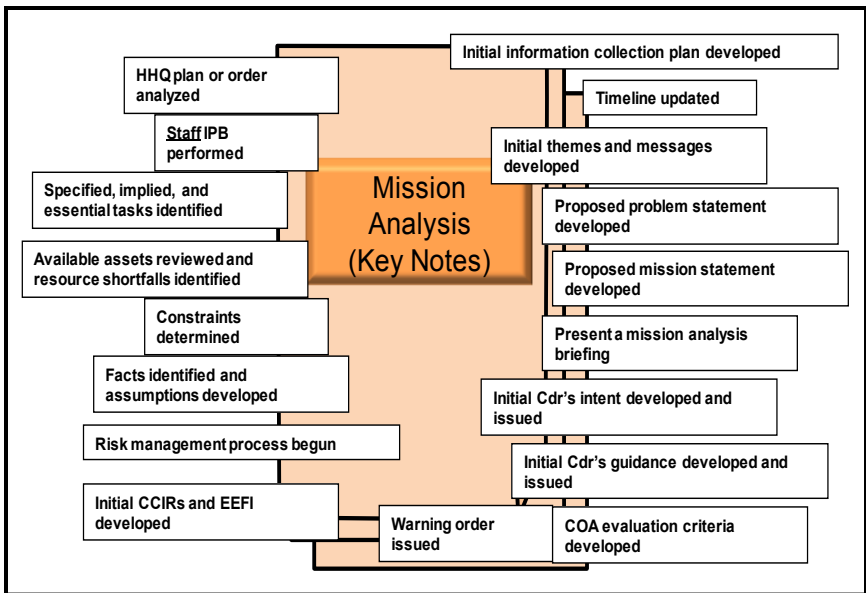 HHQ plan or order
analyzed
Staff IPB
performed
Specified, implied, and
essential tasks identified
Available assets reviewed and
resource shortfalls identified
Constraints
determined
Facts identified and
assumptions developed
Risk management process begun
Initial CCIRs and EEFI
developed
Mission
Analysis
(Key Notes)
Initial information collection plan developed
Timeline updated
Initial themes and messages
developed
Proposed problem statement
developed
Proposed mission statement
developed
Present a mission analysis
briefing
Initial Cdr's intent developed and
issued
Initial Cdr's guidance developed and
issued
COA evaluation criteria
developed
Warning order
issued